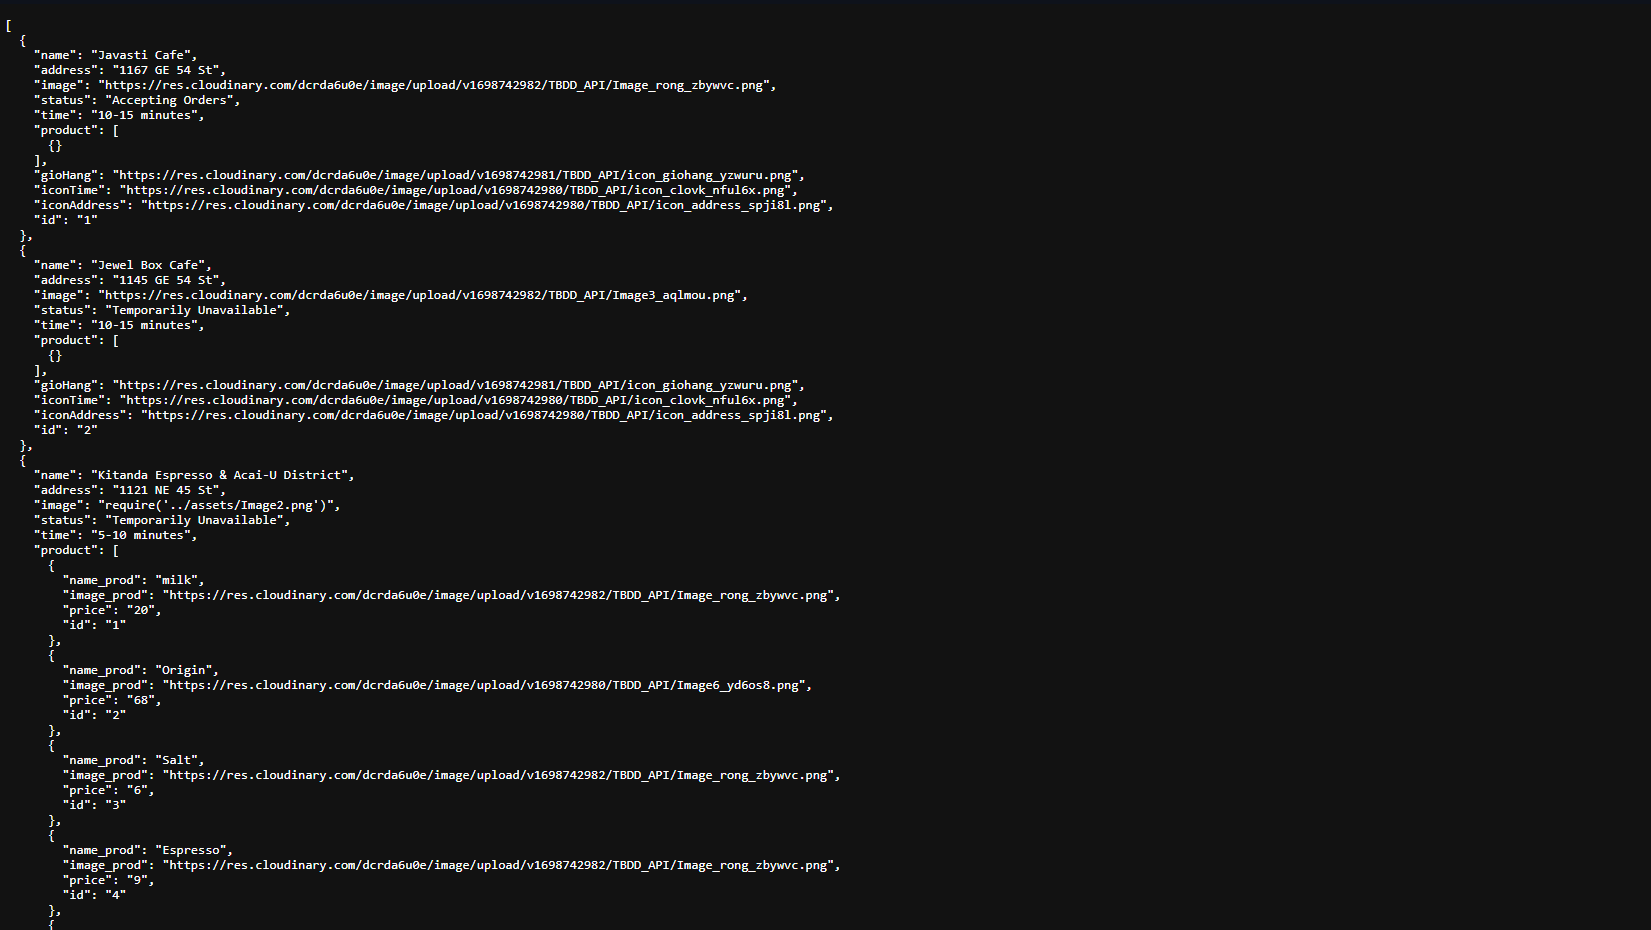 [
  {
    "name": "Javasti Cafe",
    "address": "1167 GE 54 St",
    "image": "https://res.cloudinary.com/dcrda6u0e/image/upload/v1698742982/TBDD_API/Image_rong_zbywvc.png",
    "status": "Accepting Orders",
    "time": "10-15 minutes",
    "product": [
      {}
    ],
    "gioHang": "https://res.cloudinary.com/dcrda6u0e/image/upload/v1698742981/TBDD_API/icon_giohang_yzwuru.png",
    "iconTime": "https://res.cloudinary.com/dcrda6u0e/image/upload/v1698742980/TBDD_API/icon_clovk_nful6x.png",
    "iconAddress": "https://res.cloudinary.com/dcrda6u0e/image/upload/v1698742980/TBDD_API/icon_address_spji8l.png",
    "id": "1"
  },
  {
    "name": "Jewel Box Cafe",
    "address": "1145 GE 54 St",
    "image": "https://res.cloudinary.com/dcrda6u0e/image/upload/v1698742982/TBDD_API/Image3_aqlmou.png",
    "status": "Temporarily Unavailable",
    "time": "10-15 minutes",
    "product": [
      {}
    ],
    "gioHang": "https://res.cloudinary.com/dcrda6u0e/image/upload/v1698742981/TBDD_API/icon_giohang_yzwuru.png",
    "iconTime": "https://res.cloudinary.com/dcrda6u0e/image/upload/v1698742980/TBDD_API/icon_clovk_nful6x.png",
    "iconAddress": "https://res.cloudinary.com/dcrda6u0e/image/upload/v1698742980/TBDD_API/icon_address_spji8l.png",
    "id": "2"
  },
  {
    "name": "Kitanda Espresso & Acai-U District",
    "address": "1121 NE 45 St",
    "image": "require('../assets/Image2.png')",
    "status": "Temporarily Unavailable",
    "time": "5-10 minutes",
    "product": [
      {
        "name_prod": "milk",
        "image_prod": "https://res.cloudinary.com/dcrda6u0e/image/upload/v1698742982/TBDD_API/Image_rong_zbywvc.png",
        "price": "20",
        "id": "1"
      },
      {
        "name_prod": "Origin",
        "image_prod": "https://res.cloudinary.com/dcrda6u0e/image/upload/v1698742980/TBDD_API/Image6_yd6os8.png",
        "price": "68",
        "id": "2"
      },
      {
        "name_prod": "Salt",
        "image_prod": "https://res.cloudinary.com/dcrda6u0e/image/upload/v1698742982/TBDD_API/Image_rong_zbywvc.png",
        "price": "6",
        "id": "3"
      },
      {
        "name_prod": "Espresso",
        "image_prod": "https://res.cloudinary.com/dcrda6u0e/image/upload/v1698742982/TBDD_API/Image_rong_zbywvc.png",
        "price": "9",
        "id": "4"
      },
      {